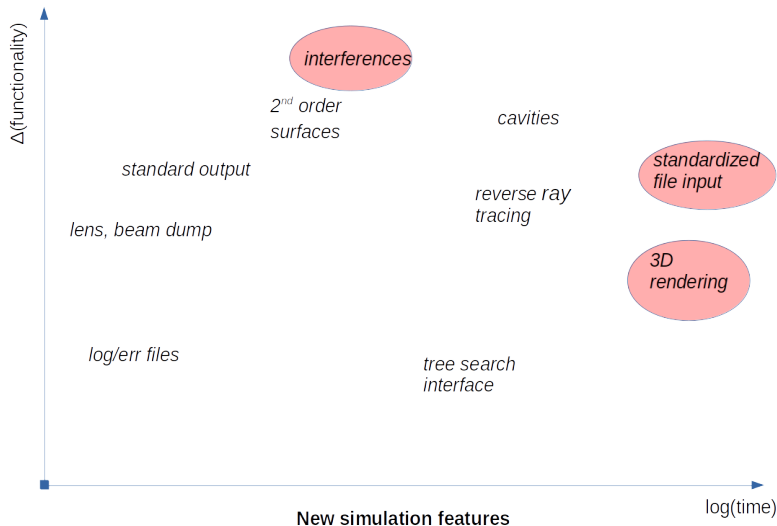 Δ(functionality)
interferences
2nd order
surfaces
cavities
standard output
standardized
file input
reverse ray
tracing
lens, beam dump
3D
rendering
log/err files
tree search
interface
log(time)
New simulation features